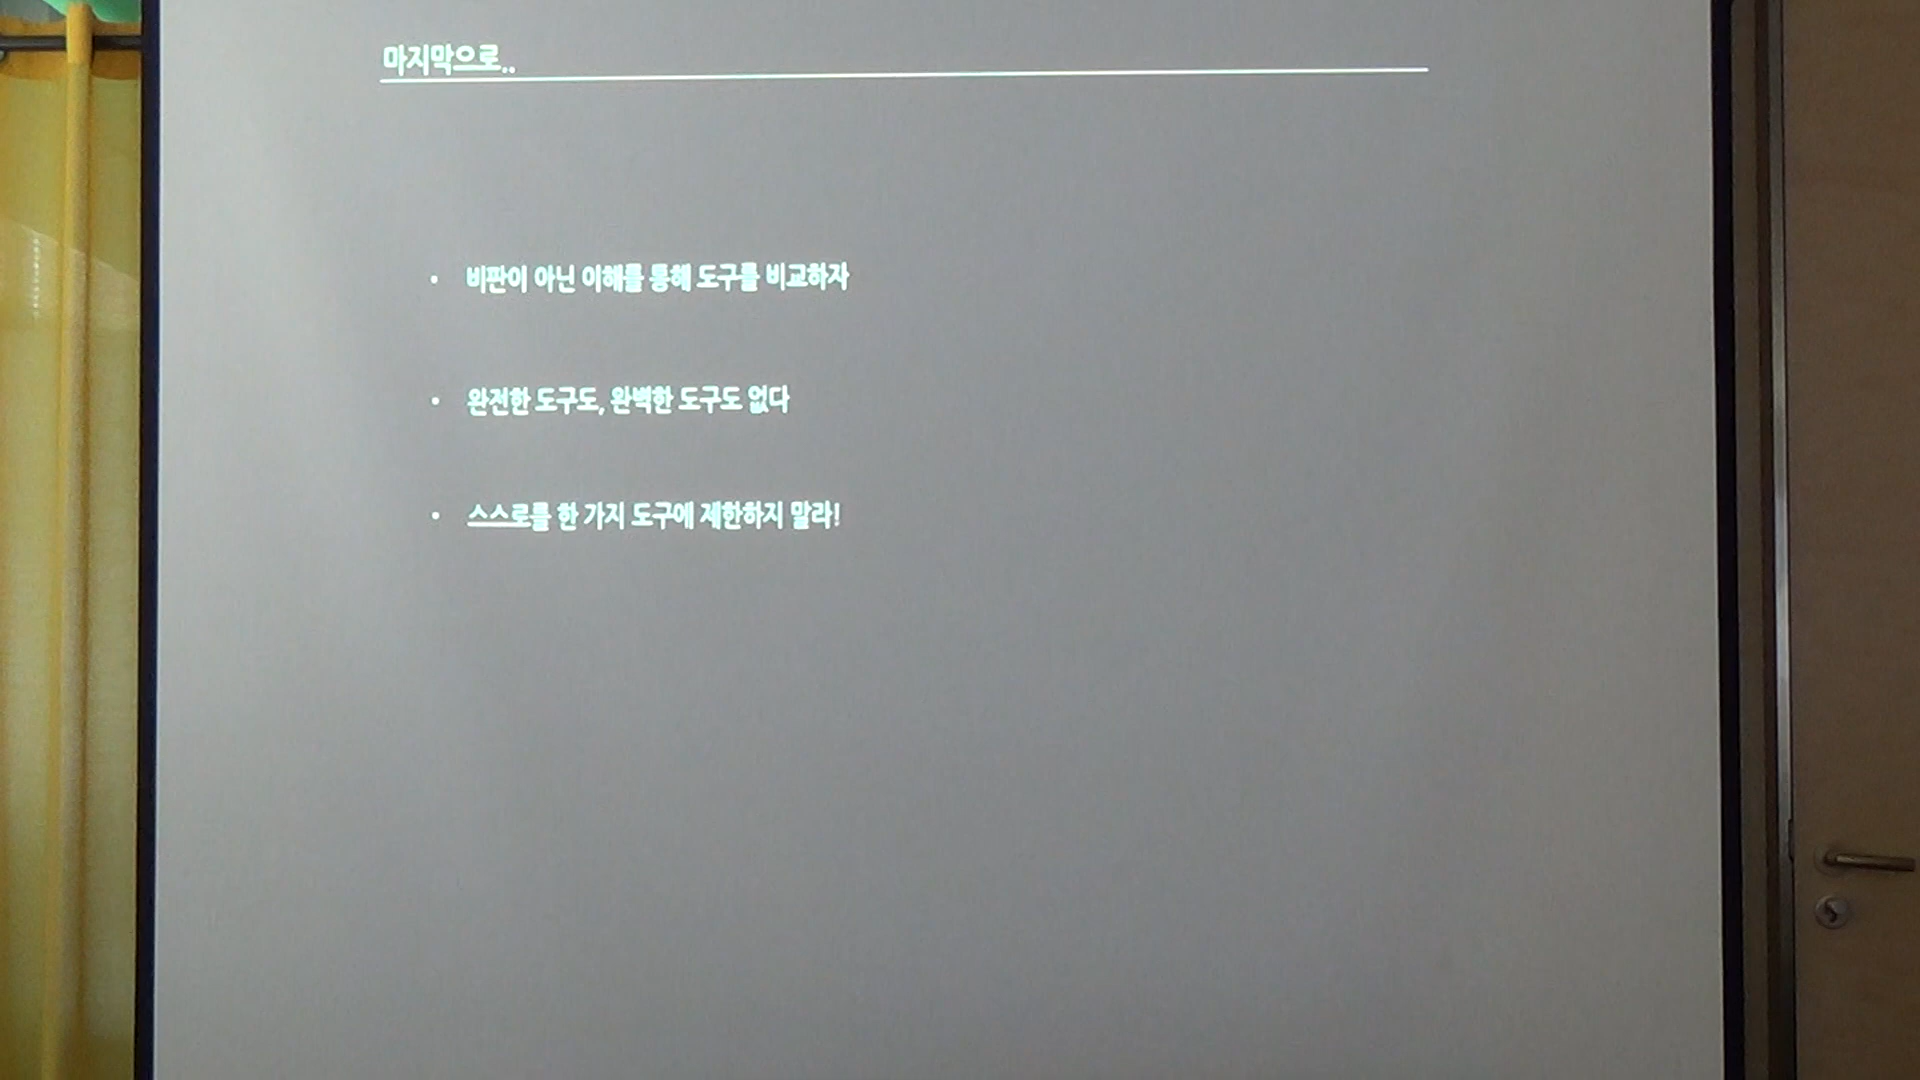 마지막으로..
• 비판이 아닌 이해를 통해 도구를 비교하자
• 완전한 도구도, 완벽한 도구도 없다
• 스스로를 한 가지 도구에 제한하지 말라!